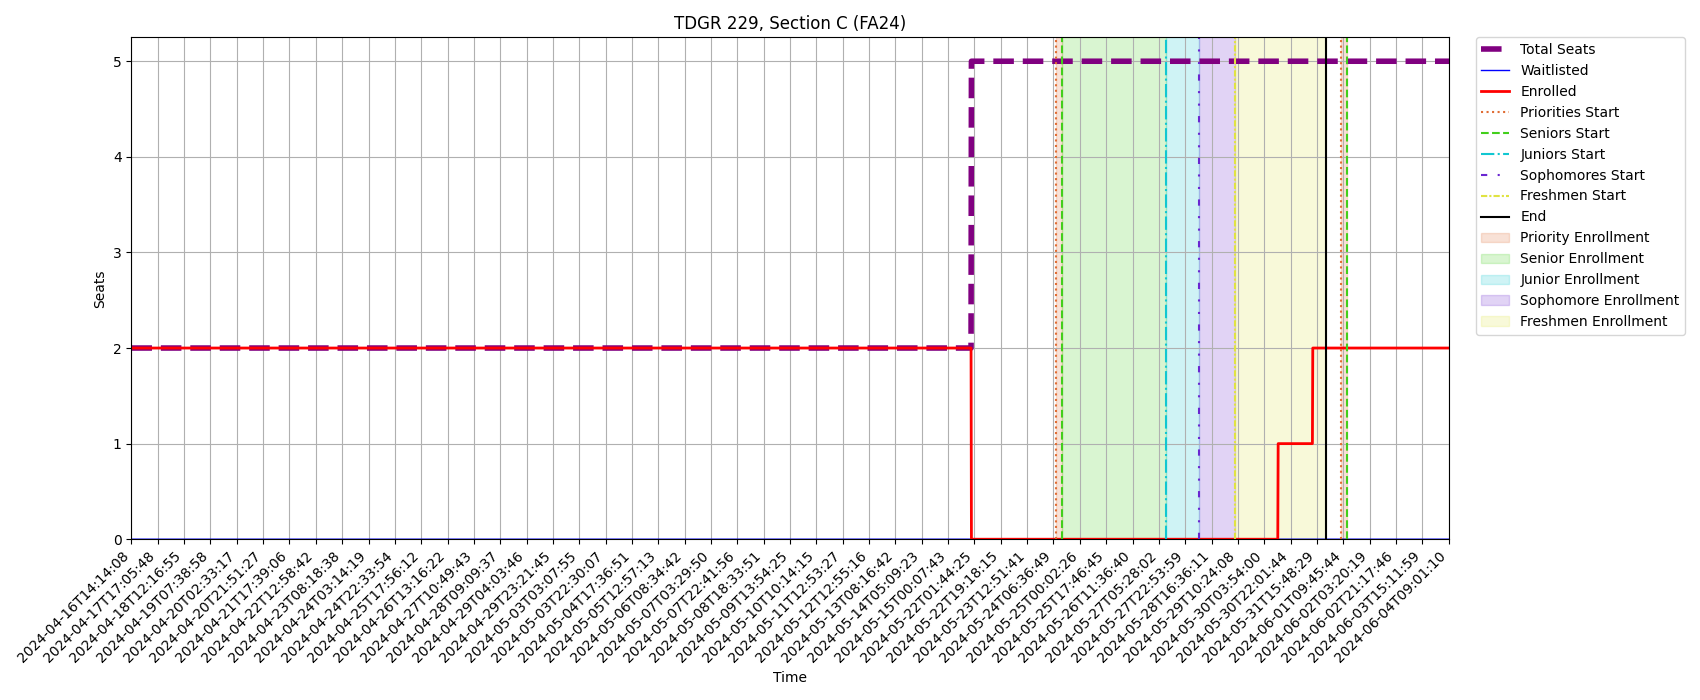 TDGR 229, Section C (FA24)
Seats
5
4
3
2
1
0
2024-04-16T14:14:08
2024-04-17T17:05:48
2024-04-18T12:16:55
2024-04-19T07:38:58
2024-04-20T02:33:17
2024-04-20T21:51:27
2024-04-21T17:39:06
2024-04-22T12:58:42
2024-04-23T08:18:38
2024-04-24T03:14:19
2024-04-24T22:33:54
2024-04-25T17:56:12
2024-04-26T13:16:22
2024-04-27T10:49:43
2024-04-28T09:09:37
2024-04-29T04:03:46
2024-04-29T23:21:45
2024-05-03T03:07:55
2024-05-03T22:30:07
2024-05-04T17:36:51
2024-05-05T12:57:13
2024-05-06T08:34:42
2024-05-07T03:29:50
2024-05-07T22:41:56
2024-05-08T18:33:51
2024-05-09T13:54:25
2024-05-10T10:14:15
2024-05-11T12:53:27
2024-05-12T12:55:16
2024-05-13T08:16:42
2024-05-14T05:09:23
2024-05-15T00:07:43
2024-05-22T01:44:25
2024-05-22T19:18:15
2024-05-23T12:51:41
2024-05-24T06:36:49
2024-05-25T00:02:26
2024-05-25T17:46:45
2024-05-26T11:36:40
2024-05-27T05:28:02
2024-05-27T22:53:59
2024-05-28T16:36:11
2024-05-29T10:24:08
2024-05-30T03:54:00
2024-05-30T22:01:44
2024-05-31T15:48:29
2024-06-01T09:45:44
2024-06-02T03:20:19
2024-06-02T21:17:46
2024-06-03T15:11:59
2024-06-04T09:01:10
Time
Total Seats
Waitlisted
Enrolled
Priorities Start
Seniors Start
Juniors Start
Sophomores Start
Freshmen Start
End
Priority Enrollment
Senior Enrollment
Junior Enrollment
Sophomore Enrollment
Freshmen Enrollment